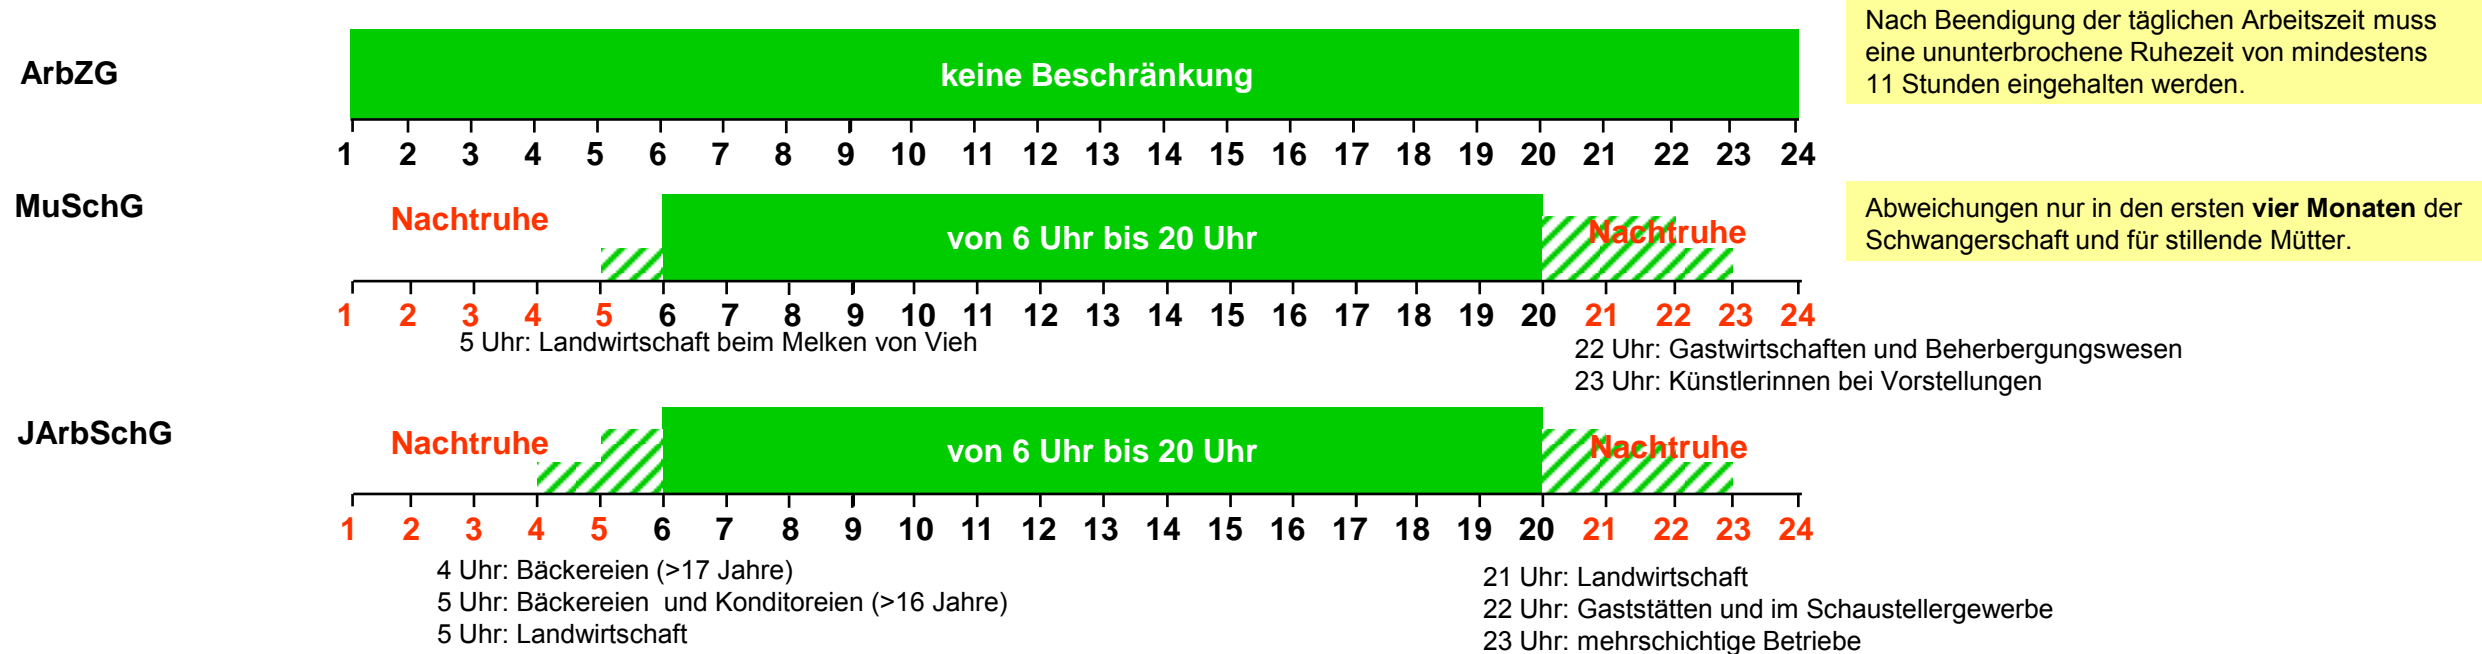 Nach Beendigung der täglichen Arbeitszeit muss
eine ununterbrochene Ruhezeit von mindestens
11 Stunden eingehalten werden.
ArbZG
keine Beschränkung
1 2 3 4 5 6 7 8 9 10 11 12 13 14 15 16 17 18 19 20 21 22 23 24
MuSchG
Nachtruhe
von 6 Uhr bis 20 Uhr
Nachtruhe
Abweichungen nur in den ersten vier Monaten der
Schwangerschaft und für stillende Mütter.
1 2 3 4 5 6 7 8 9 10 11 12 13 14 15 16 17 18 19 20 21 22 23 24
5 Uhr: Landwirtschaft beim Melken von Vieh
22 Uhr: Gastwirtschaften und Beherbergungswesen
23 Uhr: Künstlerinnen bei Vorstellungen
JArbSchG
Nachtruhe
von 6 Uhr bis 20 Uhr
Nachtruhe
1 2 3 4 5 6 7 8 9 10 11 12 13 14 15 16 17 18 19 20 21 22 23 24
4 Uhr: Bäckereien (>17 Jahre)
5 Uhr: Bäckereien und Konditoreien (>16 Jahre)
5 Uhr: Landwirtschaft
21 Uhr: Landwirtschaft
22 Uhr: Gaststätten und im Schaustellergewerbe
23 Uhr: mehrschichtige Betriebe